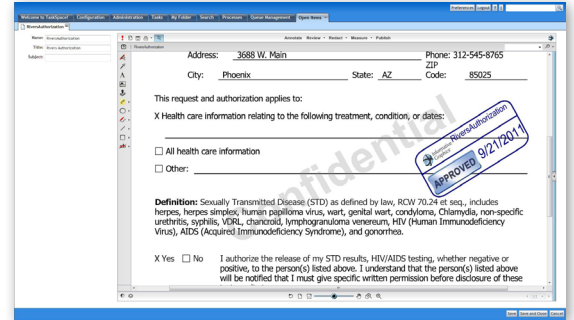 Preferences Logout ?
Welcome to TaskSpace! Configuration Administration Tasks My Folder Search Processes Queue Management Open Items
RiversAuthorization
Name: RiversAuthorization
Title: Rivers Authorization
Subject:
Annotate Review Redact Measure Publish
RiversAuthorization
Address: 3688 W. Main Phone: 312-545-8765
City: Phoenix State: AZ ZIP Code: 85025
This request and authorization applies to:
X Health care information relating to the following treatment, condition, or dates:
All health care information
Other:
Confidential
Informative Graphics RiversAuthorization
APPROVED 9/21/2011
Definition: Sexually Transmitted Disease (STD) as defined by law, RCW 70.24 et seq., includes
herpes, herpes simplex, human papilloma virus, wart, genital wart, condyloma, Chlamydia, non-specific
urethritis, syphilis, VDRL, chancroid, lymphogranuloma venereum, HIV (Human Immunodeficiency
Virus), AIDS (Acquired Immunodeficiency Syndrome), and gonorrhea.
X Yes No I authorize the release of my STD results, HIV/AIDS testing, whether negative or
positive, to the person(s) listed above. I understand that the person(s) listed above
will be notified that I must give specific written permission before disclosure of these
Save Save and Close Cancel